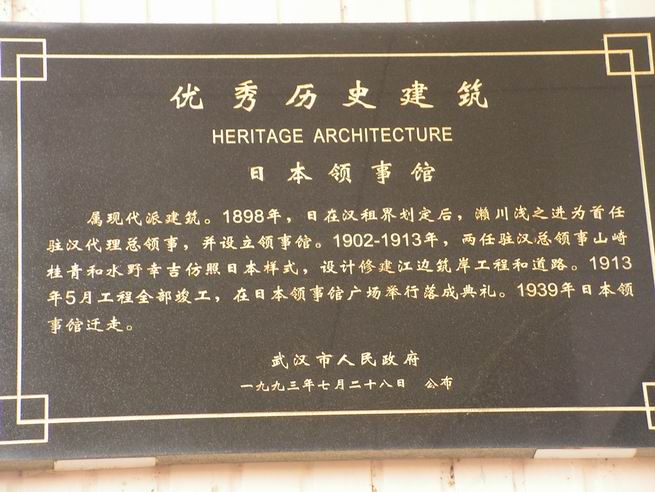 优秀历史建筑
HERITAGE ARCHITECTURE
日本领事馆
属现代派建筑。1898年，日在汉租界划定后，濑川浅之进为首任
驻汉代理总领事，并设立领事馆。1902-1913年，两任驻汉总领事山崎
桂青和水野幸吉仿照日本样式，设计修建江边筑岸工程和道路。1913
年5月工程全部竣工，在日本领事馆广场举行落成典礼。1939年日本领
事馆迁走。
武汉市人民政府
一九九三年七月二十八日 公布